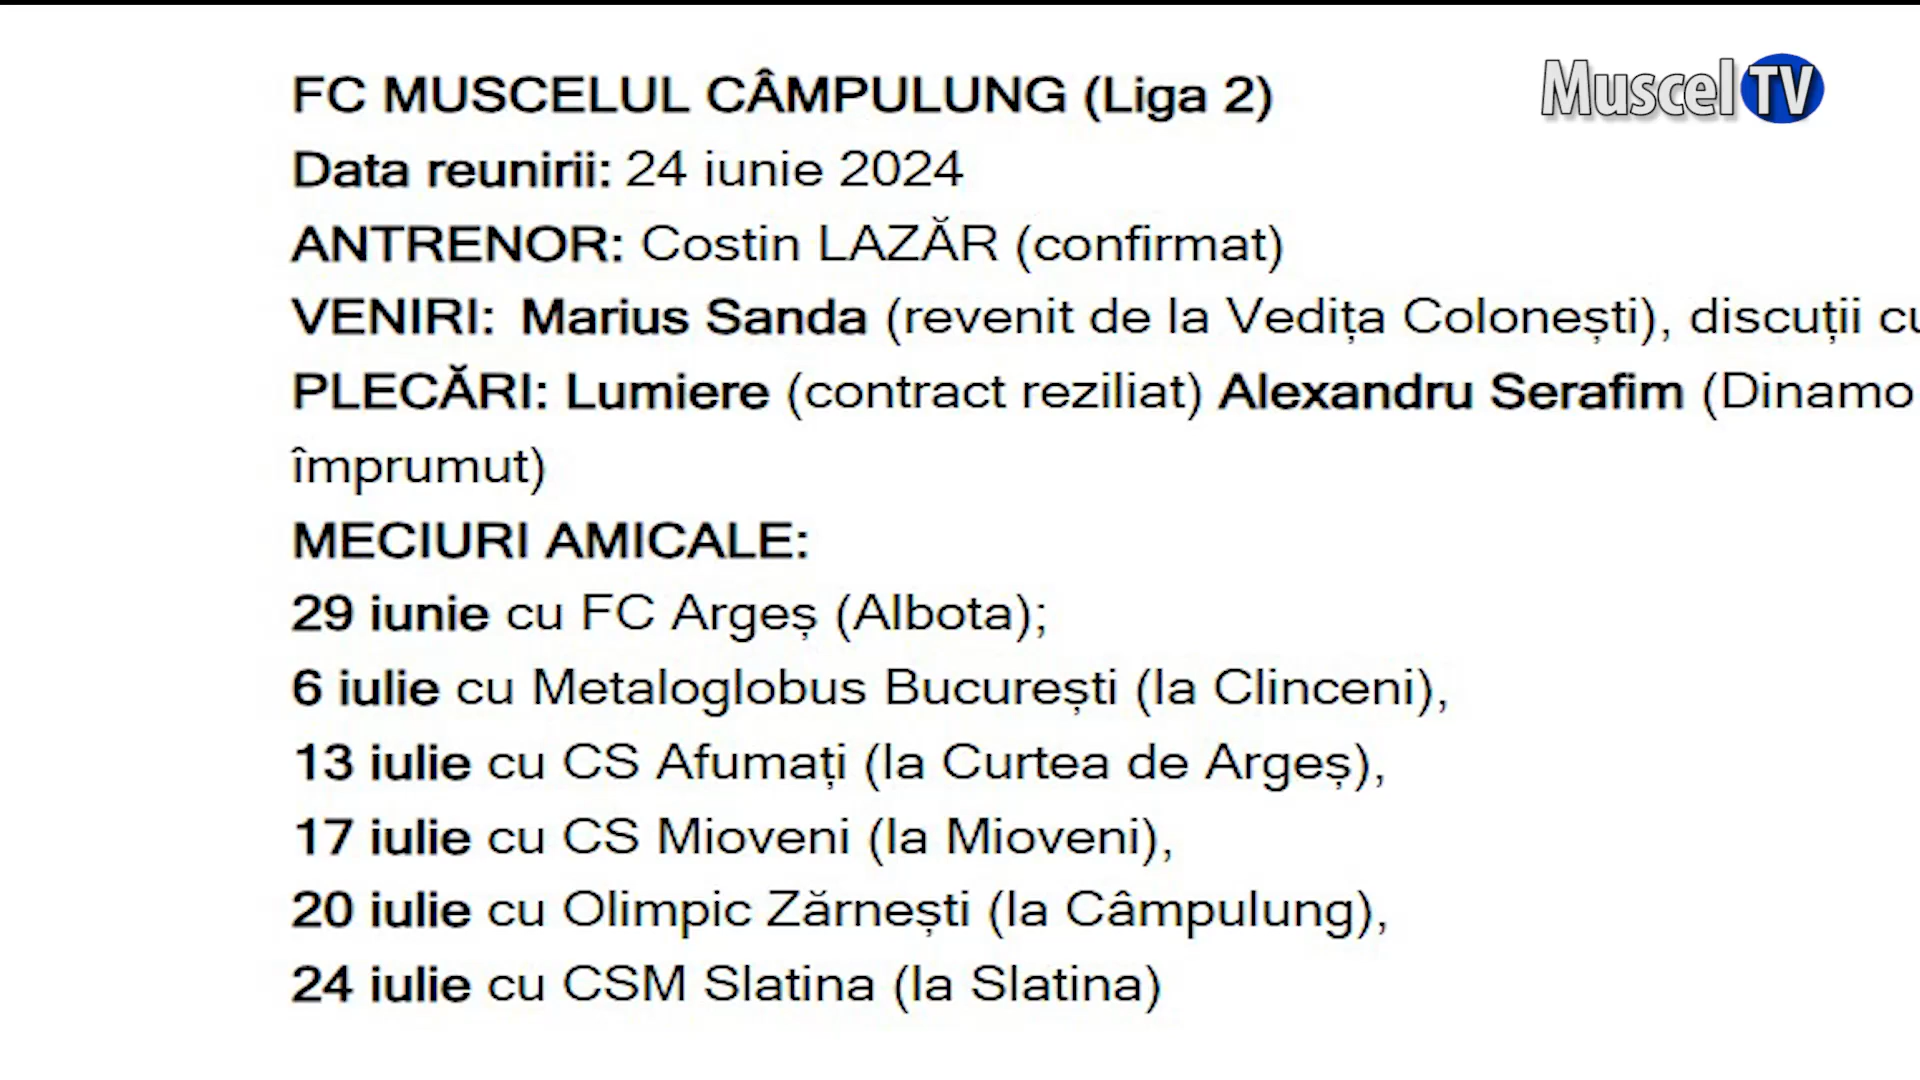 Muscel TV
FC MUSCELUL CÂMPULUNG (Liga 2)
Data reunirii: 24 iunie 2024
ANTRENOR: Costin LAZĂR (confirmat)
VENIRI: Marius Sanda (revenit de la Vedița Colonești), discuții
PLECĂRI: Lumiere (contract reziliat) Alexandru Serafim (Dinamo
împrumut)
MECIURI AMICALE:
29 iunie cu FC Argeș (Albota);
6 iulie cu Metaloglobus București (la Clinceni),
13 iulie cu CS Afumați (la Curtea de Argeș),
17 iulie cu CS Mioveni (la Mioveni),
20 iulie cu Olimpic Zărnești (la Câmpulung),
24 iulie cu CSM Slatina (la Slatina)